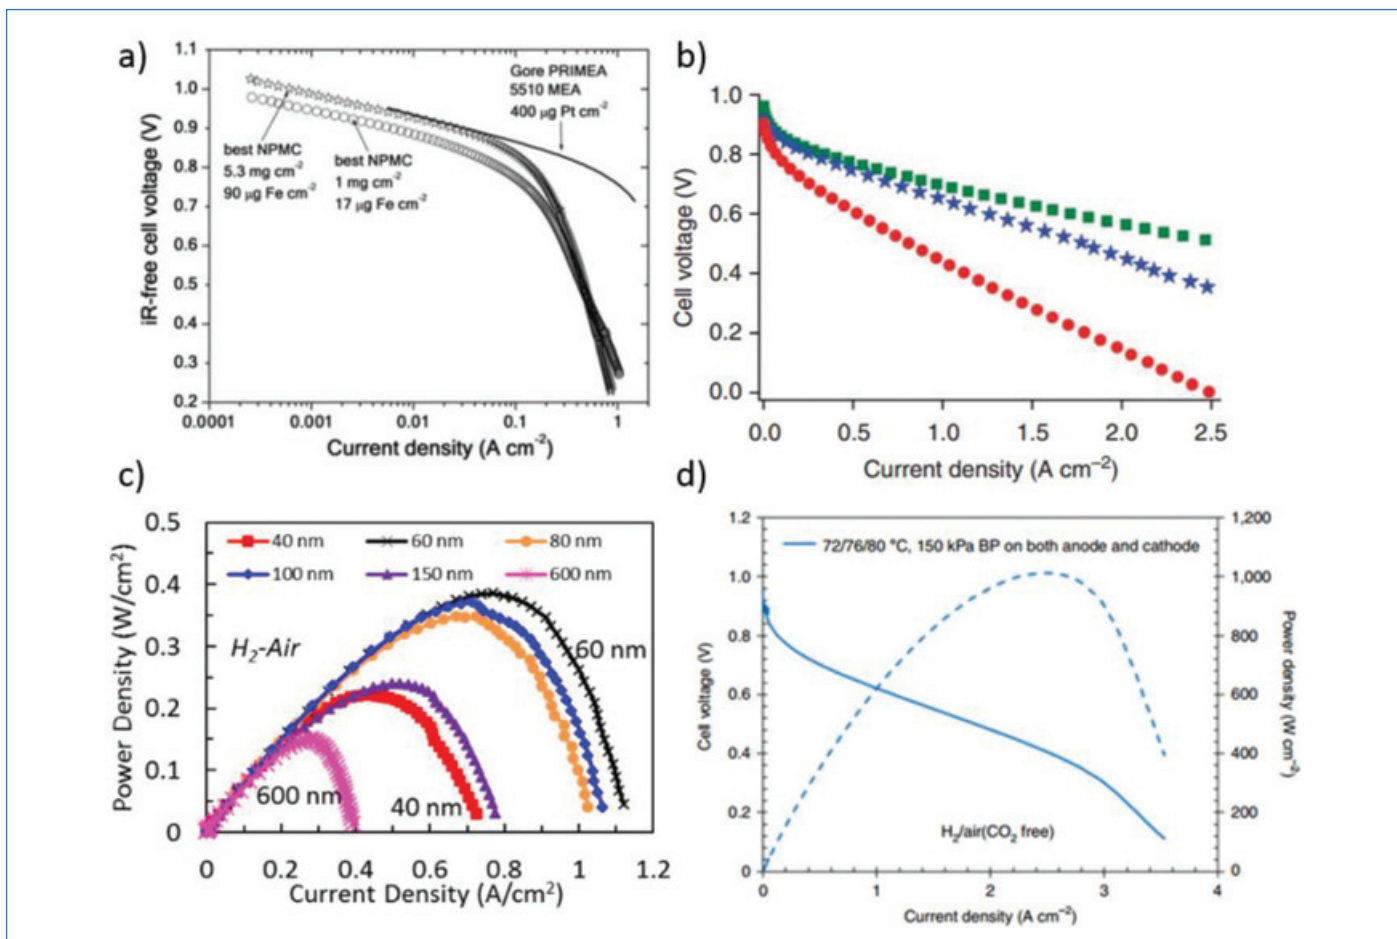 a)
1.1
1.0
0.9
0.8
0.7
0.6
0.5
0.4
0.3
0.2
iR-free cell voltage (V)
Gore PRIMEA
5510 MEA
400 µg Pt cm⁻²
best NPMC
5.3 mg cm⁻²
90 µg Fe cm⁻²
best NPMC
1 mg cm⁻²
17 µg Fe cm⁻²
0.0001 0.001 0.01 0.1 1
Current density (A cm⁻²)
b)
1.0
0.8
0.6
0.4
0.2
0.0
Cell voltage (V)
0.0 0.5 1.0 1.5 2.0 2.5
Current density (A cm⁻²)
c)
0.5
0.4
0.3
0.2
0.1
0
Power Density (W/cm²)
40 nm 60 nm 80 nm
100 nm 150 nm 600 nm
H₂-Air
60 nm
600 nm
40 nm
0 0.2 0.4 0.6 0.8 1 1.2
Current Density (A/cm²)
d)
1.2
1.0
0.8
0.6
0.4
0.2
0
Cell voltage (V)
72/76/80 °C, 150 kPa BP on both anode and cathode
H₂/air(CO₂ free)
1,200
1,000
800
600
400
200
0
Power density (W cm⁻²)
0 1 2 3 4
Current density (A cm⁻²)